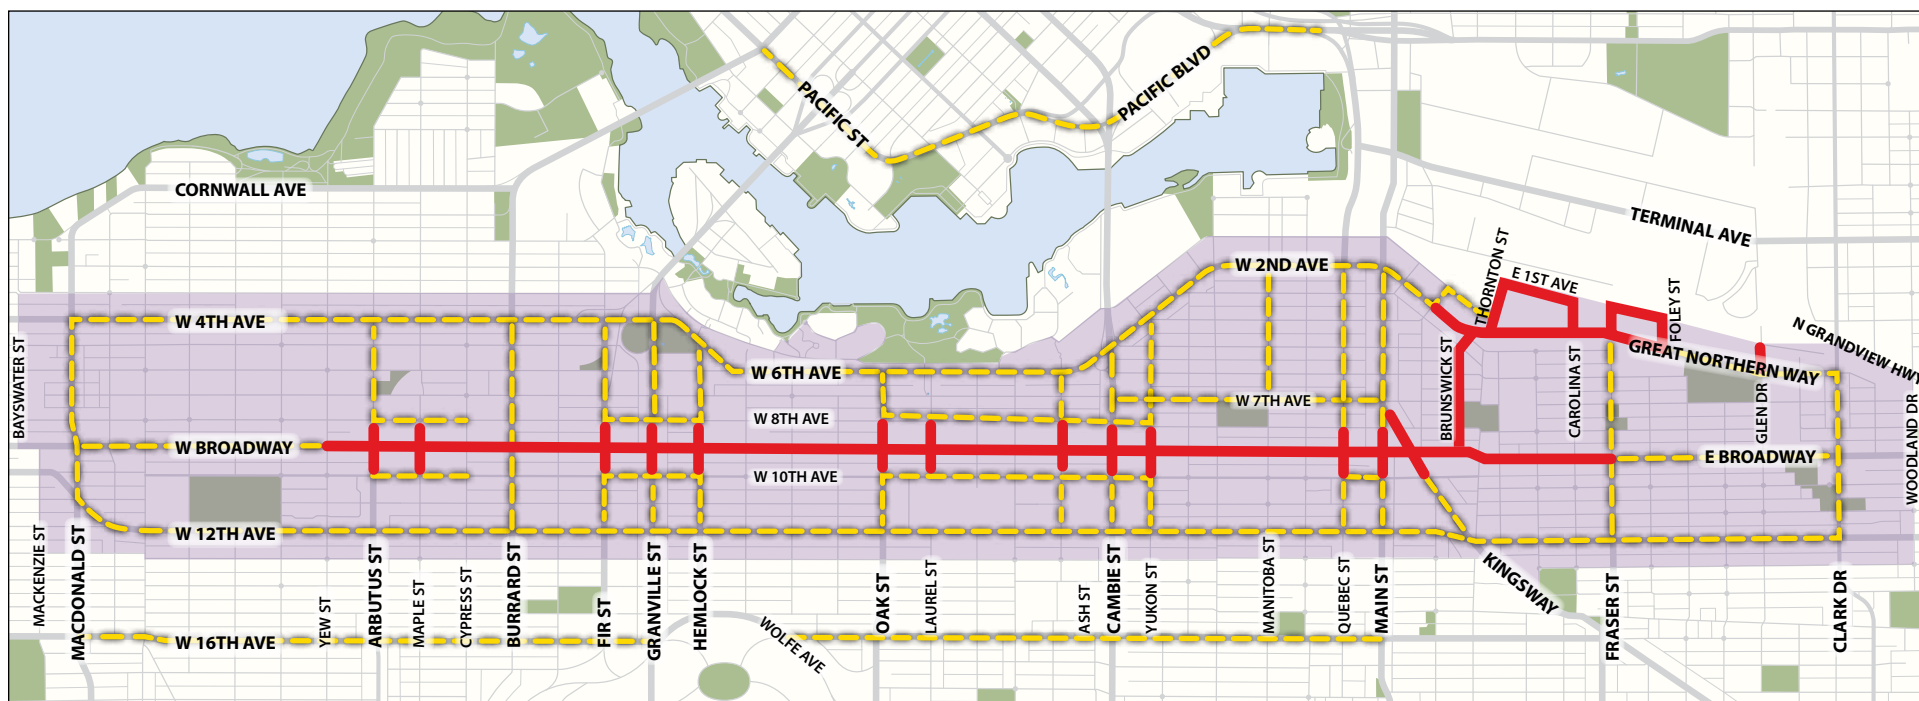 PACIFIC ST
PACIFIC BLVD
CORNWALL AVE
TERMINAL AVE
THORNTON ST
E 1ST AVE
FOLEY ST
W 2ND AVE
W 4TH AVE
N GRANDVIEW HWY
GREAT NORTHERN WAY
BAYSWATER ST
W 6TH AVE
W 7TH AVE
BRUNSWICK ST
CAROLINA ST
GLEN DR
WOODLAND DR
W 8TH AVE
W BROADWAY
E BROADWAY
W 10TH AVE
W 12TH AVE
MACKENZIE ST
MACDONALD ST
YEW ST
ARBUTUS ST
MAPLE ST
CYPRESS ST
BURRARD ST
FIR ST
GRANVILLE ST
HEMLOCK ST
WOLFE AVE
OAK ST
LAUREL ST
ASH ST
CAMBIE ST
YUKON ST
MANITOBA ST
QUEBEC ST
MAIN ST
KINGSWAY
FRASER ST
CLARK DR
W 16TH AVE